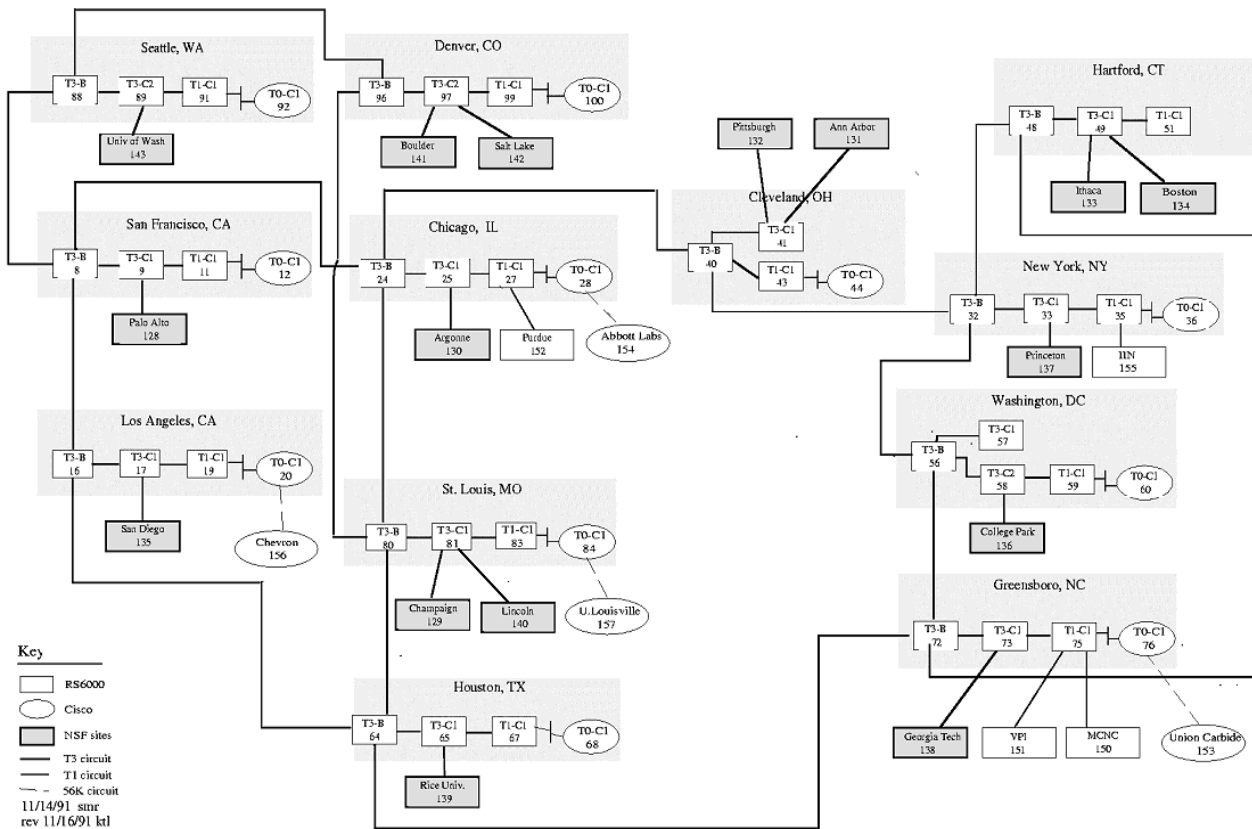 Seattle, WA
T3-B
88
T3-C2
89
T1-C1
91
T0-C1
92
Univ of Wash
143
Denver, CO
T3-B
96
T3-C2
97
T1-C1
99
T0-C1
100
Boulder
141
Salt Lake
142
Pittsburgh
132
Ann Arbor
131
Cleveland, OH
T3-C1
41
T3-B
40
T1-C1
43
T0-C1
44
Hartford, CT
T3-B
48
T3-C1
49
T1-C1
51
Ithaca
133
Boston
134
San Francisco, CA
T3-B
8
T3-C1
9
T1-C1
11
T0-C1
12
Palo Alto
128
Chicago, IL
T3-B
24
T3-C1
25
T1-C1
27
T0-C1
28
Argonne
130
Purdue
152
Abbott Labs
154
New York, NY
T3-B
32
T3-C1
33
T1-C1
35
T0-C1
36
Princeton
137
IIN
155
Los Angeles, CA
T3-B
16
T3-C1
17
T1-C1
19
T0-C1
20
San Diego
135
Chevron
156
St. Louis, MO
T3-B
80
T3-C1
81
T1-C1
83
T0-C1
84
Champaign
129
Lincoln
140
U.Louisville
157
Washington, DC
T3-C1
57
T3-B
56
T3-C2
58
T1-C1
59
T0-C1
60
College Park
136
Greensboro, NC
T3-B
72
T3-C1
73
T1-C1
75
T0-C1
76
Georgia Tech
138
VPI
151
MCNC
150
Union Carbide
153
Houston, TX
T3-B
64
T3-C1
65
T1-C1
67
T0-C1
68
Rice Univ.
139
Key
RS6000
Cisco
NSF sites
T3 circuit
T1 circuit
56K circuit
11/14/91 smr
rev 11/16/91 ktl